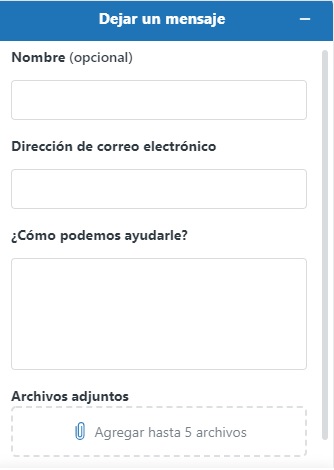 Dejar un mensaje
Nombre (opcional)
Dirección de correo electrónico
¿Cómo podemos ayudarle?
Archivos adjuntos
Agregar hasta 5 archivos